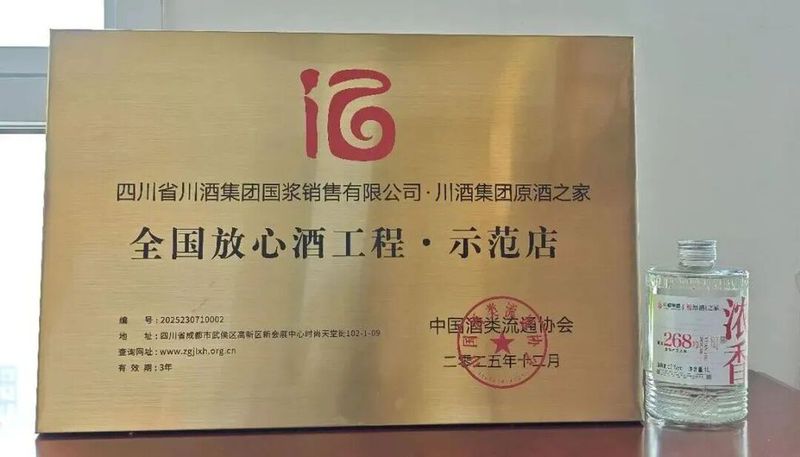 四川省川酒集团国浆销售有限公司·川酒集团原酒之家
全国放心酒工程·示范店
编 号：2025230710002
地 址：四川省成都市武侯区高新区新会展中心时尚天堂街102-1-09
查询网址：www.zgjlxh.org.cn
有 效 期：3年
中国酒类流通协会
二〇二五年十二月
268
浓香